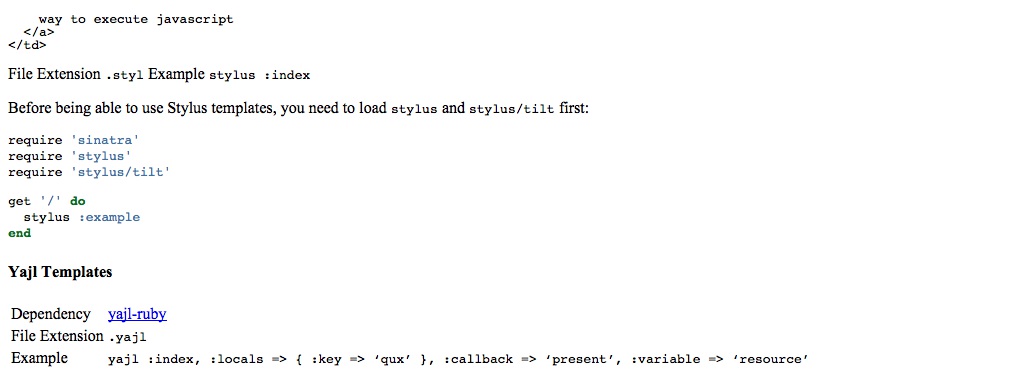 way to execute javascript
</a>
</td>
File Extension .styl Example stylus :index
Before being able to use Stylus templates, you need to load stylus and stylus/tilt first:
require 'sinatra'
require 'stylus'
require 'stylus/tilt'
get '/' do
stylus :example
end
Yajl Templates
Dependency yajl-ruby
File Extension .yajl
Example yajl :index, :locals => { :key => ‘qux’ }, :callback => ‘present’, :variable => ‘resource’